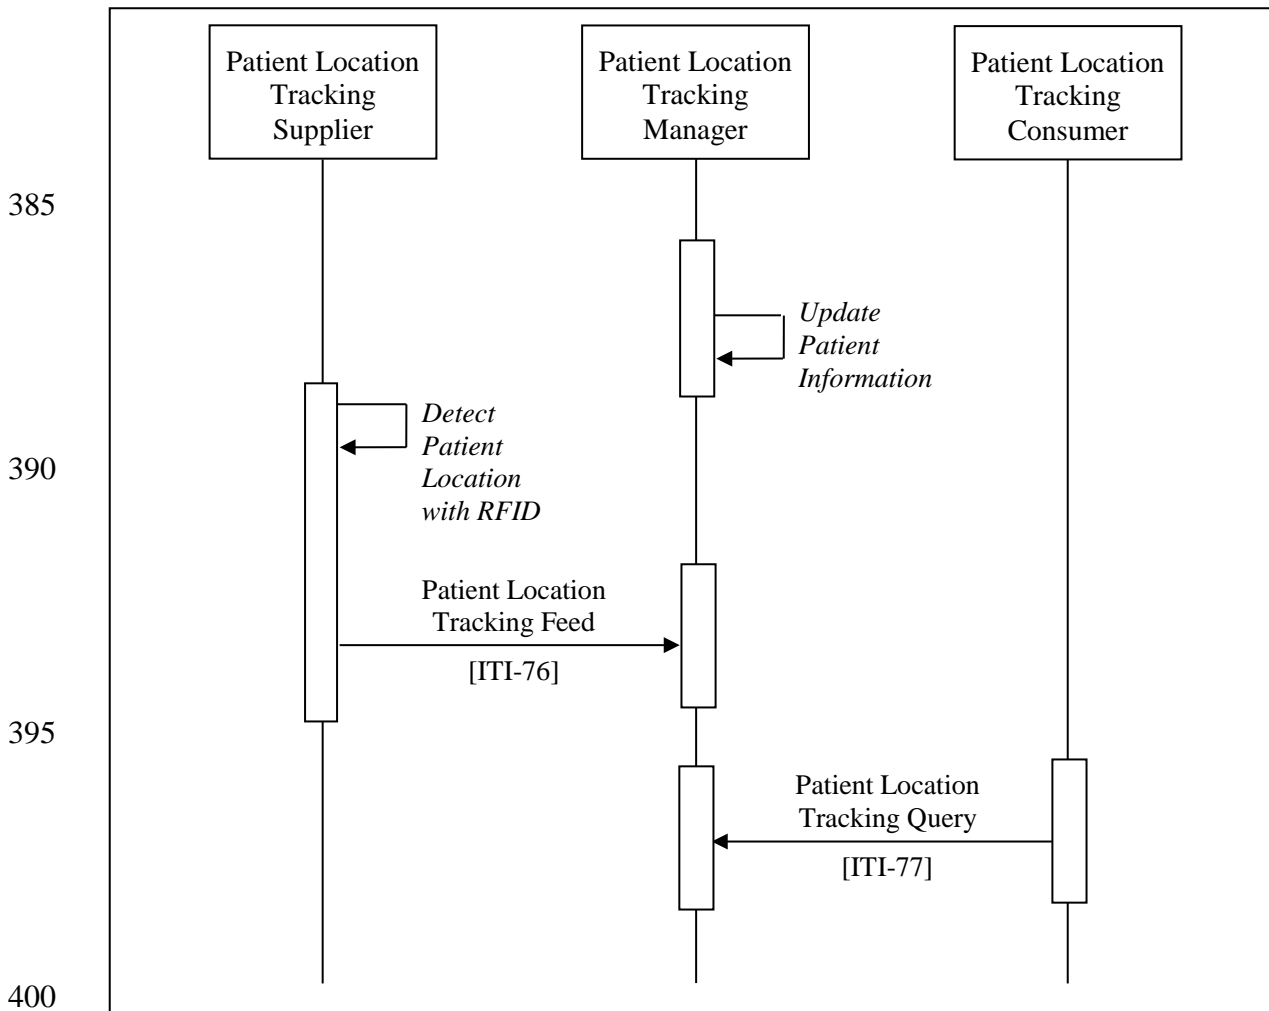 Patient Location
Tracking
Supplier
Patient Location
Tracking
Manager
Patient Location
Tracking
Consumer
385
Update
Patient
Information
Detect
Patient
Location
with RFID
390
Patient Location
Tracking Feed
[ITI-76]
395
Patient Location
Tracking Query
[ITI-77]
400